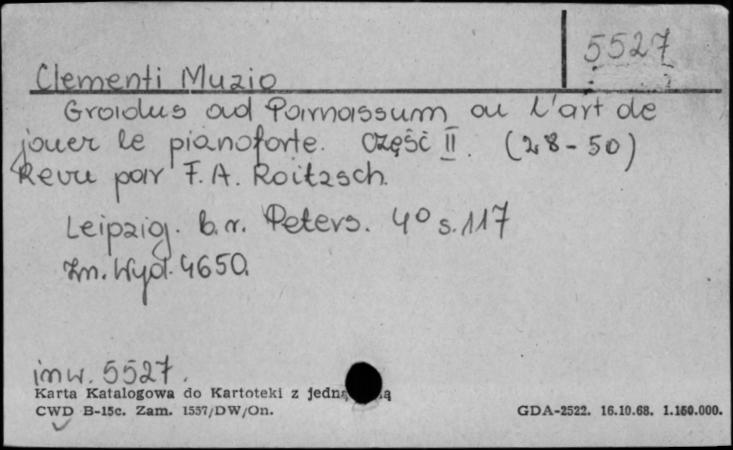 5527
Clementi Muzio
Gradus ad Parnassum ou L'art de
jouer le pianoforte. Część II. (28-50)
Revu par F. A. Roitzsch.
Leipzig. b.r. Peters. 4° s. 117
Zn. Wyd. 4650.
inw. 5527.
Karta Katalogowa do Kartoteki z jedną
CWD B-15c. Zam. 1557/DW/On.
GDA-2522. 16.10.68. 1.160.000.